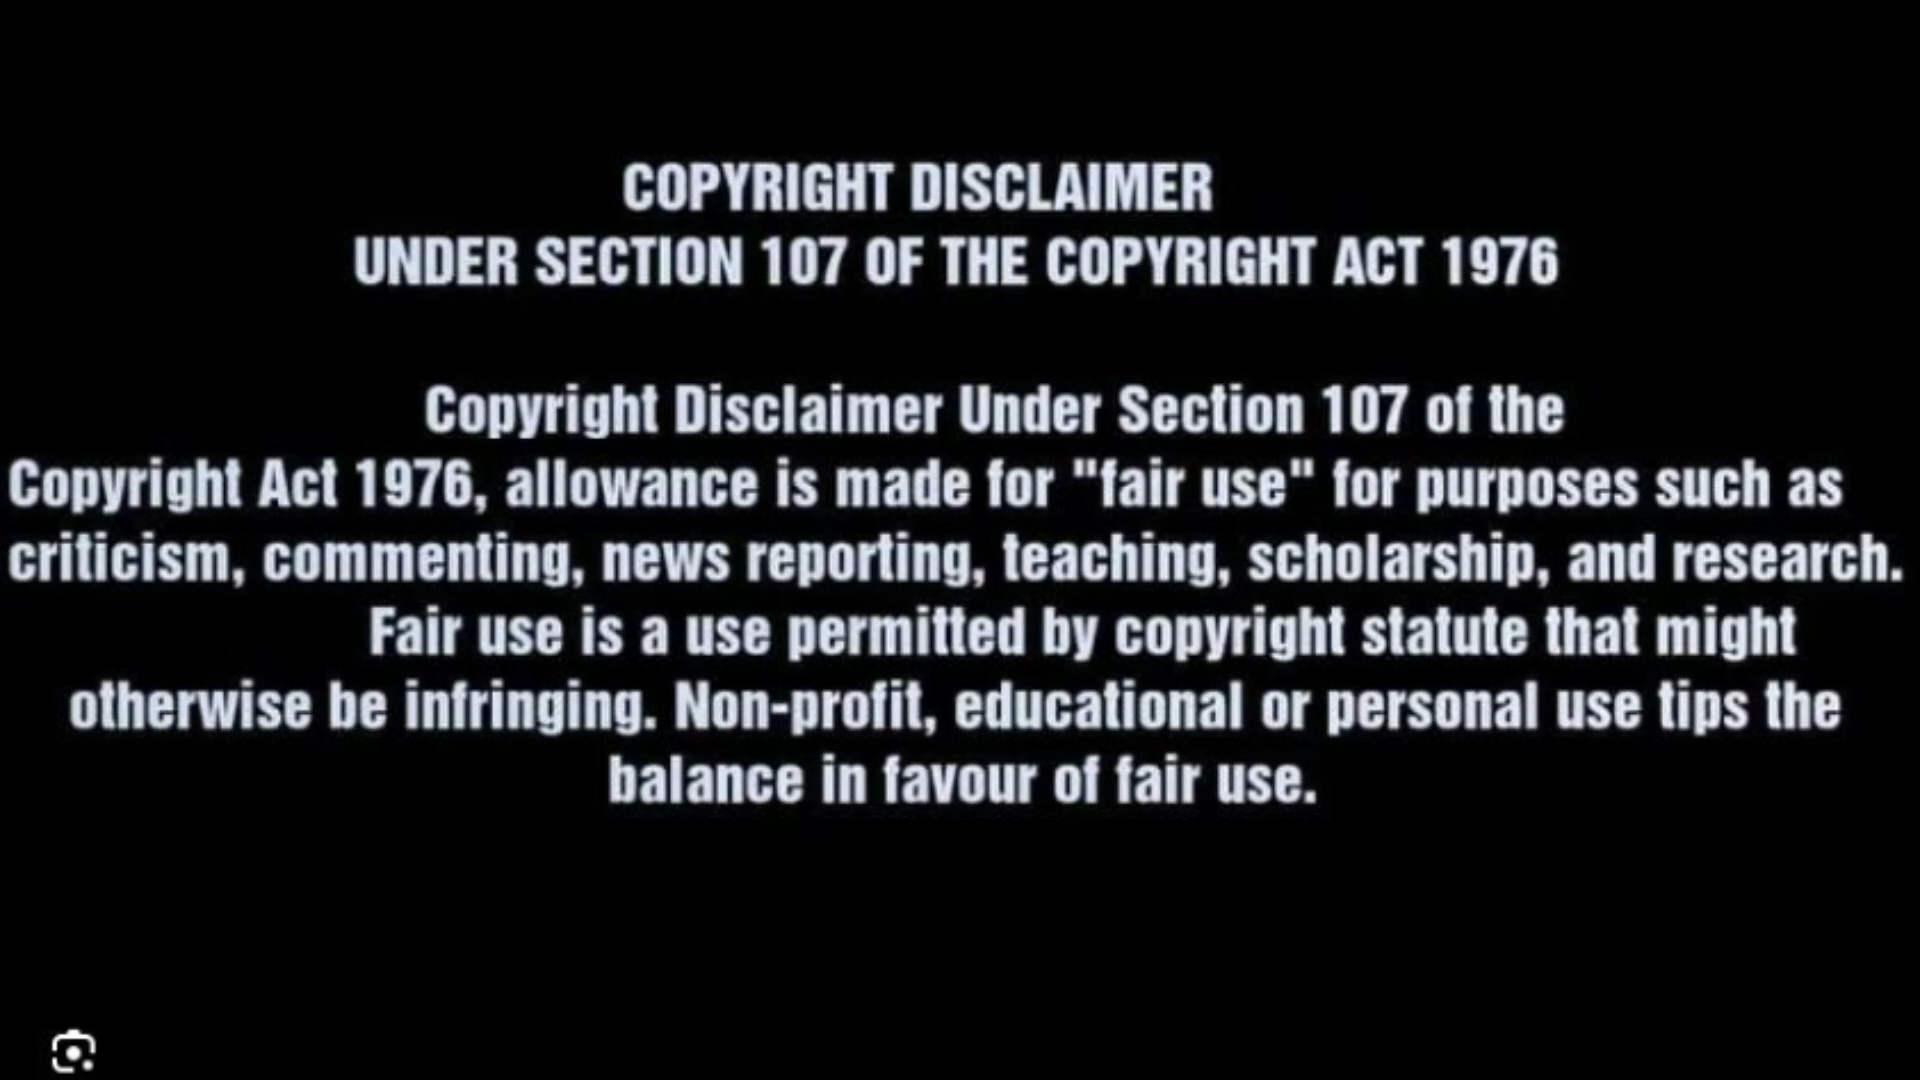 COPYRIGHT DISCLAIMER
UNDER SECTION 107 OF THE COPYRIGHT ACT 1976
Copyright Disclaimer Under Section 107 of the
Copyright Act 1976, allowance is made for "fair use" for purposes such as
criticism, commenting, news reporting, teaching, scholarship, and research.
Fair use is a use permitted by copyright statute that might
otherwise be infringing. Non-profit, educational or personal use tips the
balance in favour of fair use.